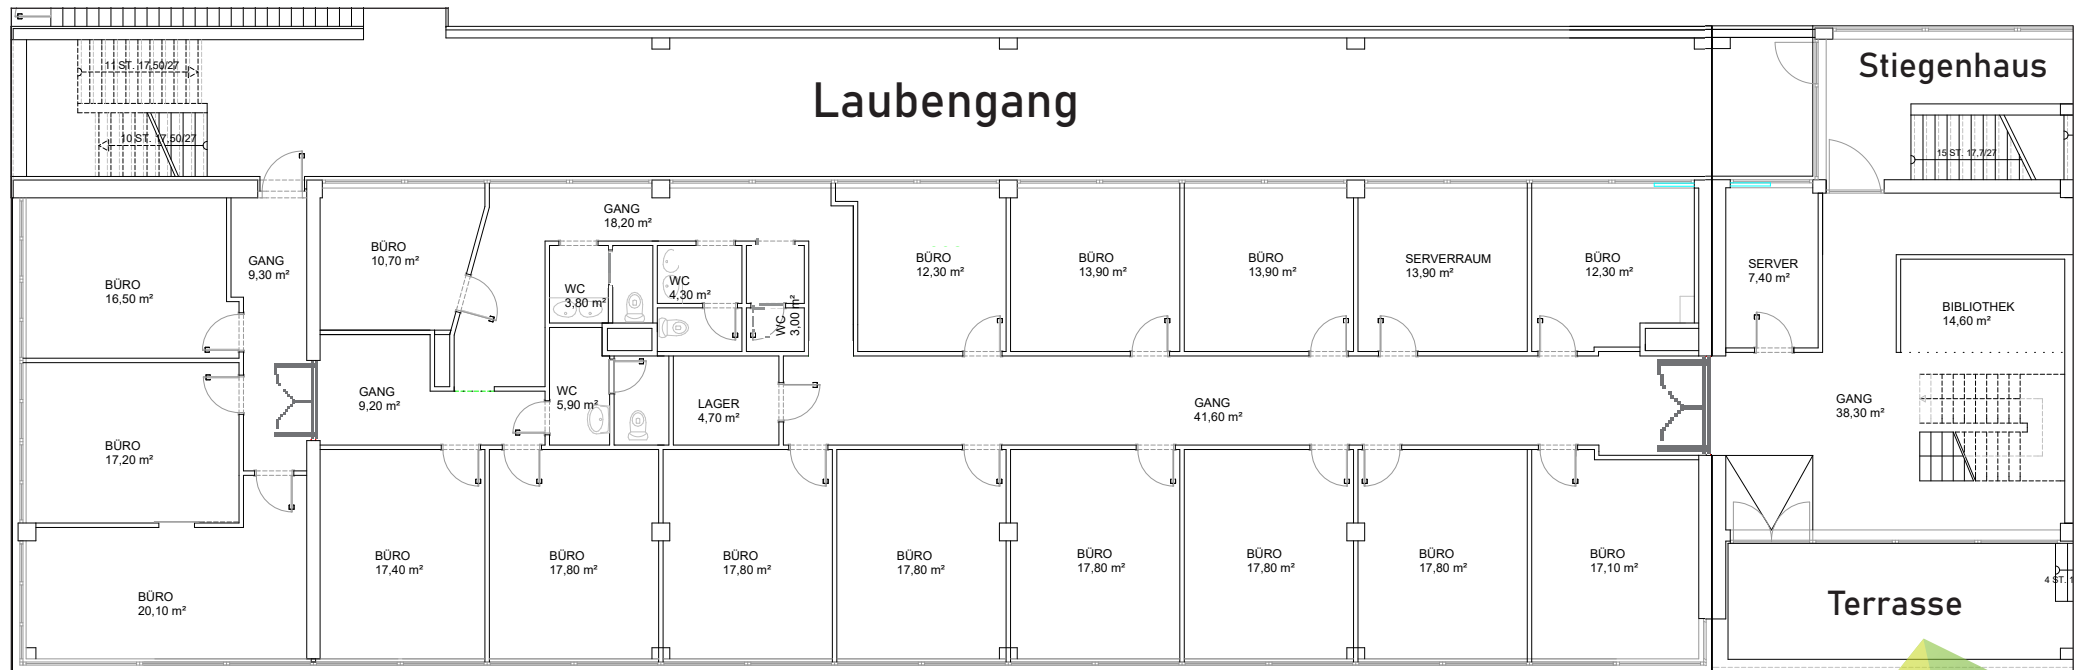 Laubengang
Stiegenhaus
11 ST. 17,50/27
10 ST. 17,50/27
15 ST. 17,7/27
BÜRO
16,50 m²
GANG
9,30 m²
BÜRO
10,70 m²
GANG
18,20 m²
WC
3,80 m²
WC
4,30 m²
WC
3,00 m²
BÜRO
12,30 m²
BÜRO
13,90 m²
BÜRO
13,90 m²
SERVERRAUM
13,90 m²
BÜRO
12,30 m²
SERVER
7,40 m²
BIBLIOTHEK
14,60 m²
BÜRO
17,20 m²
GANG
9,20 m²
WC
5,90 m²
LAGER
4,70 m²
GANG
41,60 m²
GANG
38,30 m²
BÜRO
20,10 m²
BÜRO
17,40 m²
BÜRO
17,80 m²
BÜRO
17,80 m²
BÜRO
17,80 m²
BÜRO
17,80 m²
BÜRO
17,80 m²
BÜRO
17,80 m²
BÜRO
17,10 m²
Terrasse
4 ST. 1